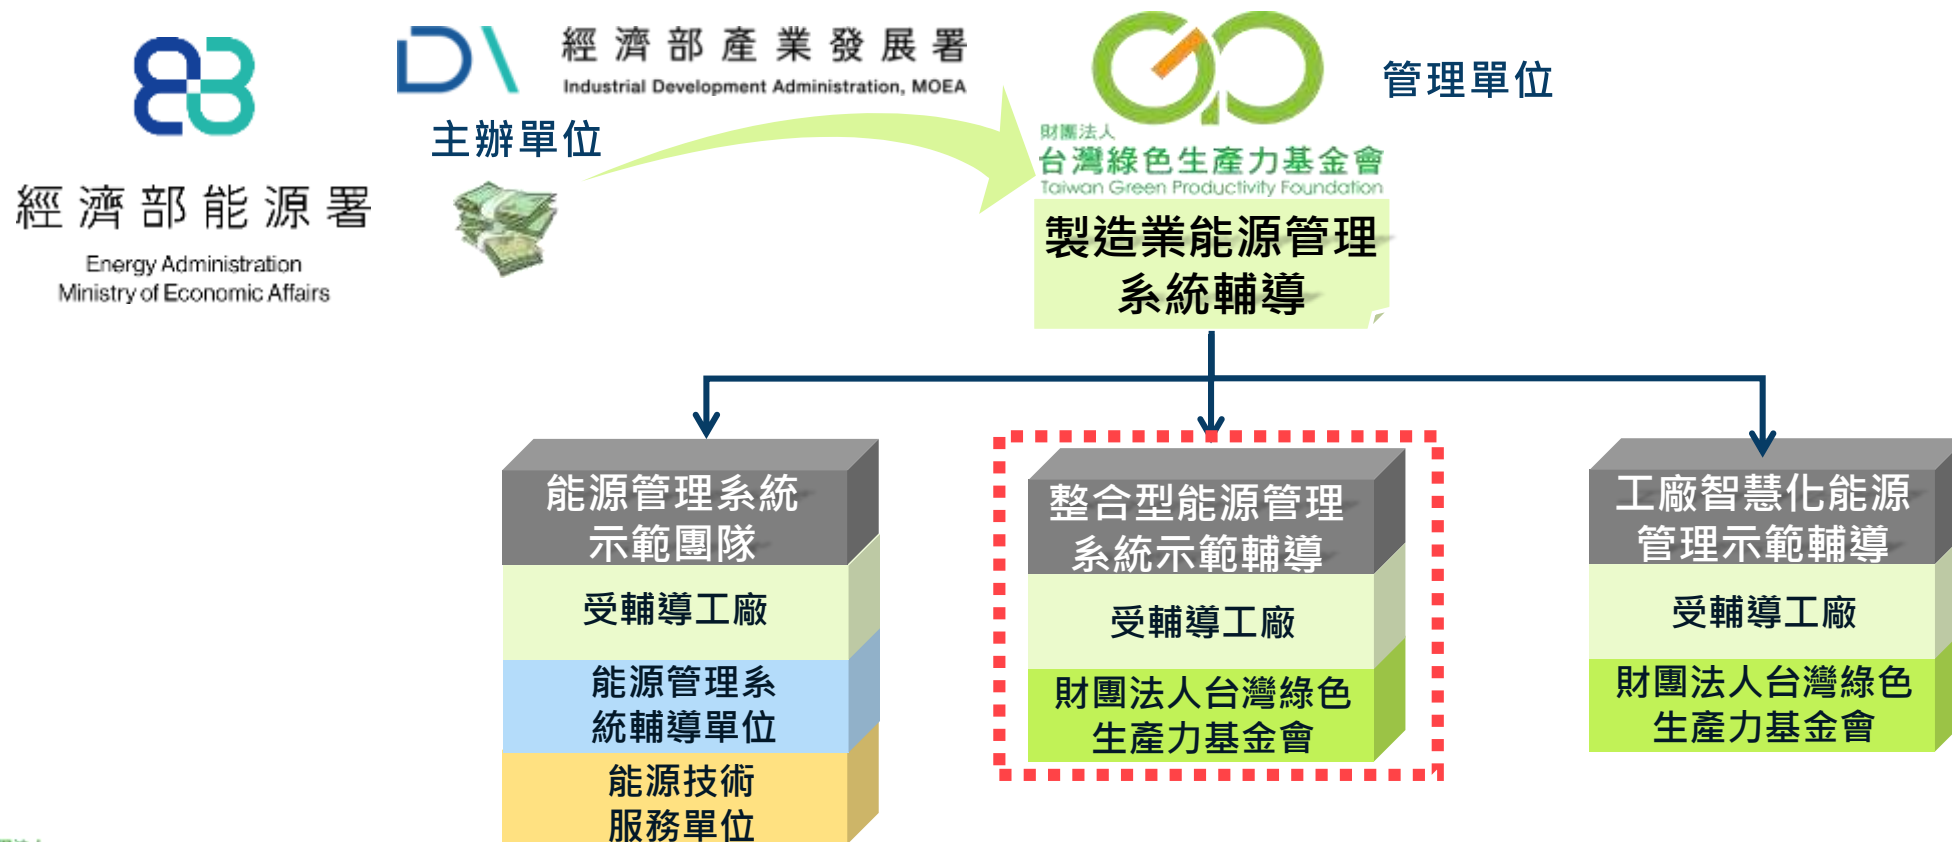 經濟部能源署
Energy Administration
Ministry of Economic Affairs
經濟部產業發展署
Industrial Development Administration, MOEA
主辦單位
財團法人
台灣綠色生產力基金會
Taiwan Green Productivity Foundation
管理單位
製造業能源管理
系統輔導
能源管理系統
示範團隊
受輔導工廠
能源管理系
統輔導單位
能源技術
服務單位
整合型能源管理
系統示範輔導
受輔導工廠
財團法人台灣綠色
生產力基金會
工廠智慧化能源
管理示範輔導
受輔導工廠
財團法人台灣綠色
生產力基金會